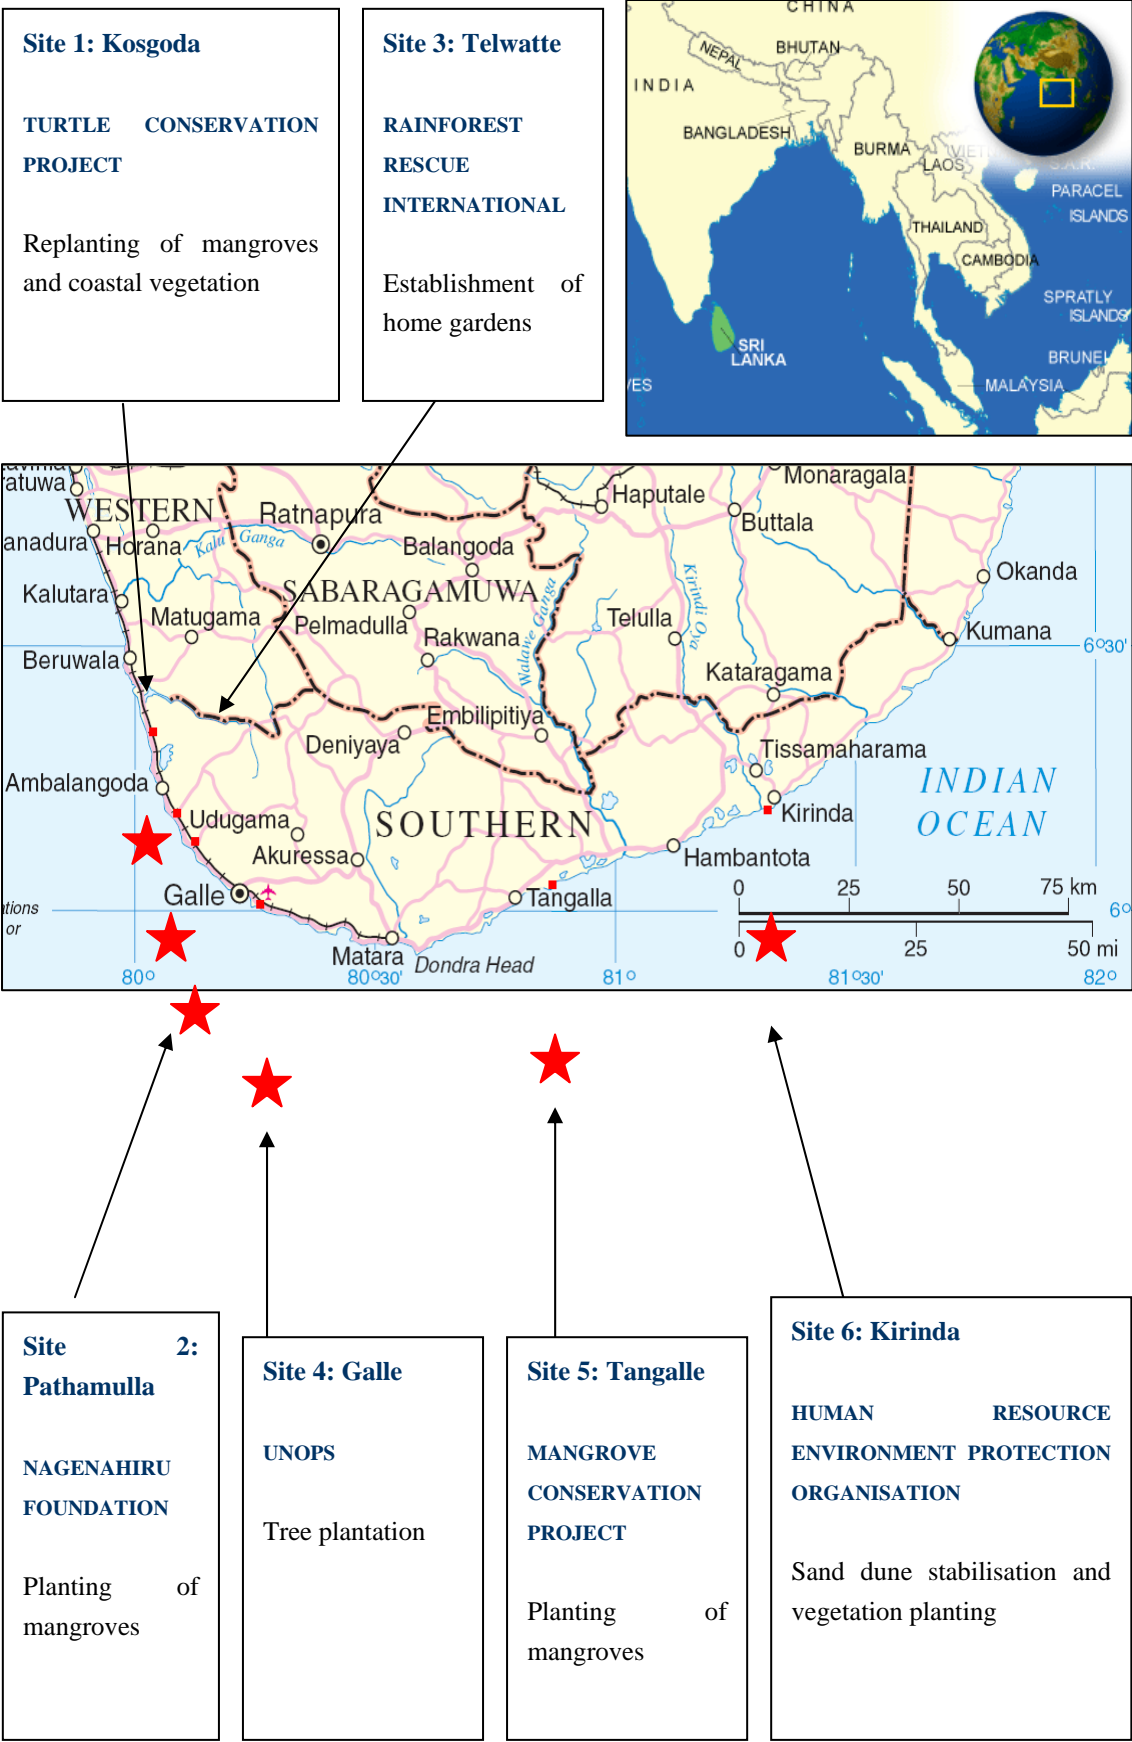 Site 1: Kosgoda
TURTLE CONSERVATION
PROJECT
Replanting of mangroves
and coastal vegetation
Site 3: Telwatte
RAINFOREST
RESCUE
INTERNATIONAL
Establishment of
home gardens
CHINA
NEPAL
BHUTAN
INDIA
BANGLADESH
BURMA
LAOS
S.A.R.
PARACEL
ISLANDS
THAILAND
CAMBODIA
SPRATLY
ISLANDS
SRI
LANKA
BRUNEI
MALAYSIA
VES
ratuwa
WESTERN
anadura
Horana
Kalu Ganga
Ratnapura
Balangoda
Haputale
Monaragala
Buttala
Okanda
Kalutara
Matugama
SABARAGAMUWA
Pelmadulla
Rakwana
Walawe Ganga
Telulla
Kirindi Oya
Kumana
6°30'
Beruwala
Kataragama
Embilipitiya
Deniyaya
Tissamaharama
Ambalangoda
INDIAN
OCEAN
Udugama
SOUTHERN
Kirinda
Akuressa
Hambantota
Galle
Tangalla
0 25 50 75 km
6°
tions
or
0 25 50 mi
Matara
Dondra Head
80° 80°30' 81° 81°30' 82°
Site 2:
Pathamulla
NAGENAHIRU
FOUNDATION
Planting of
mangroves
Site 4: Galle
UNOPS
Tree plantation
Site 5: Tangalle
MANGROVE
CONSERVATION
PROJECT
Planting of
mangroves
Site 6: Kirinda
HUMAN RESOURCE
ENVIRONMENT PROTECTION
ORGANISATION
Sand dune stabilisation and
vegetation planting